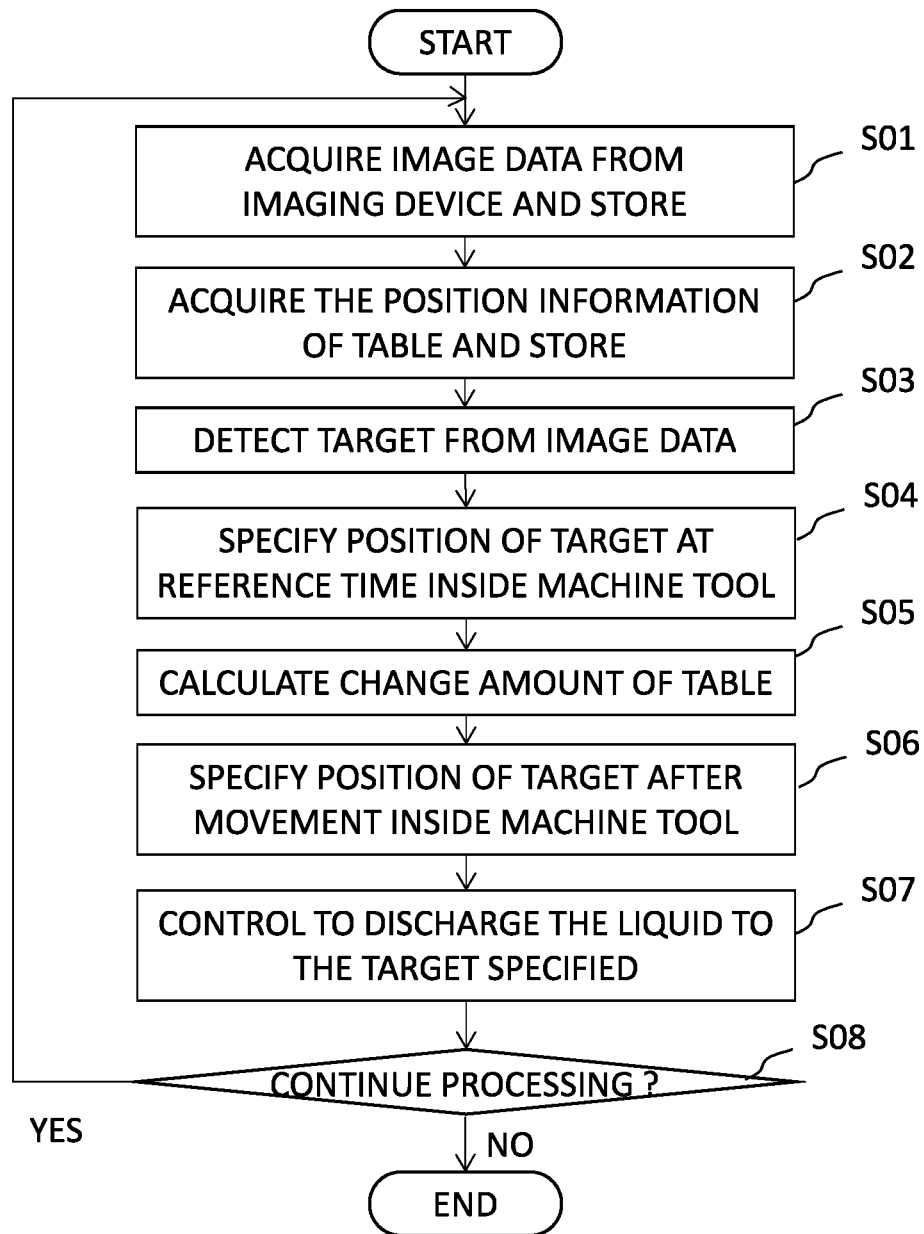 START
S01
ACQUIRE IMAGE DATA FROM
IMAGING DEVICE AND STORE
S02
ACQUIRE THE POSITION INFORMATION
OF TABLE AND STORE
S03
DETECT TARGET FROM IMAGE DATA
S04
SPECIFY POSITION OF TARGET AT
REFERENCE TIME INSIDE MACHINE TOOL
S05
CALCULATE CHANGE AMOUNT OF TABLE
S06
SPECIFY POSITION OF TARGET AFTER
MOVEMENT INSIDE MACHINE TOOL
S07
CONTROL TO DISCHARGE THE LIQUID TO
THE TARGET SPECIFIED
S08
CONTINUE PROCESSING ?
YES
NO
END